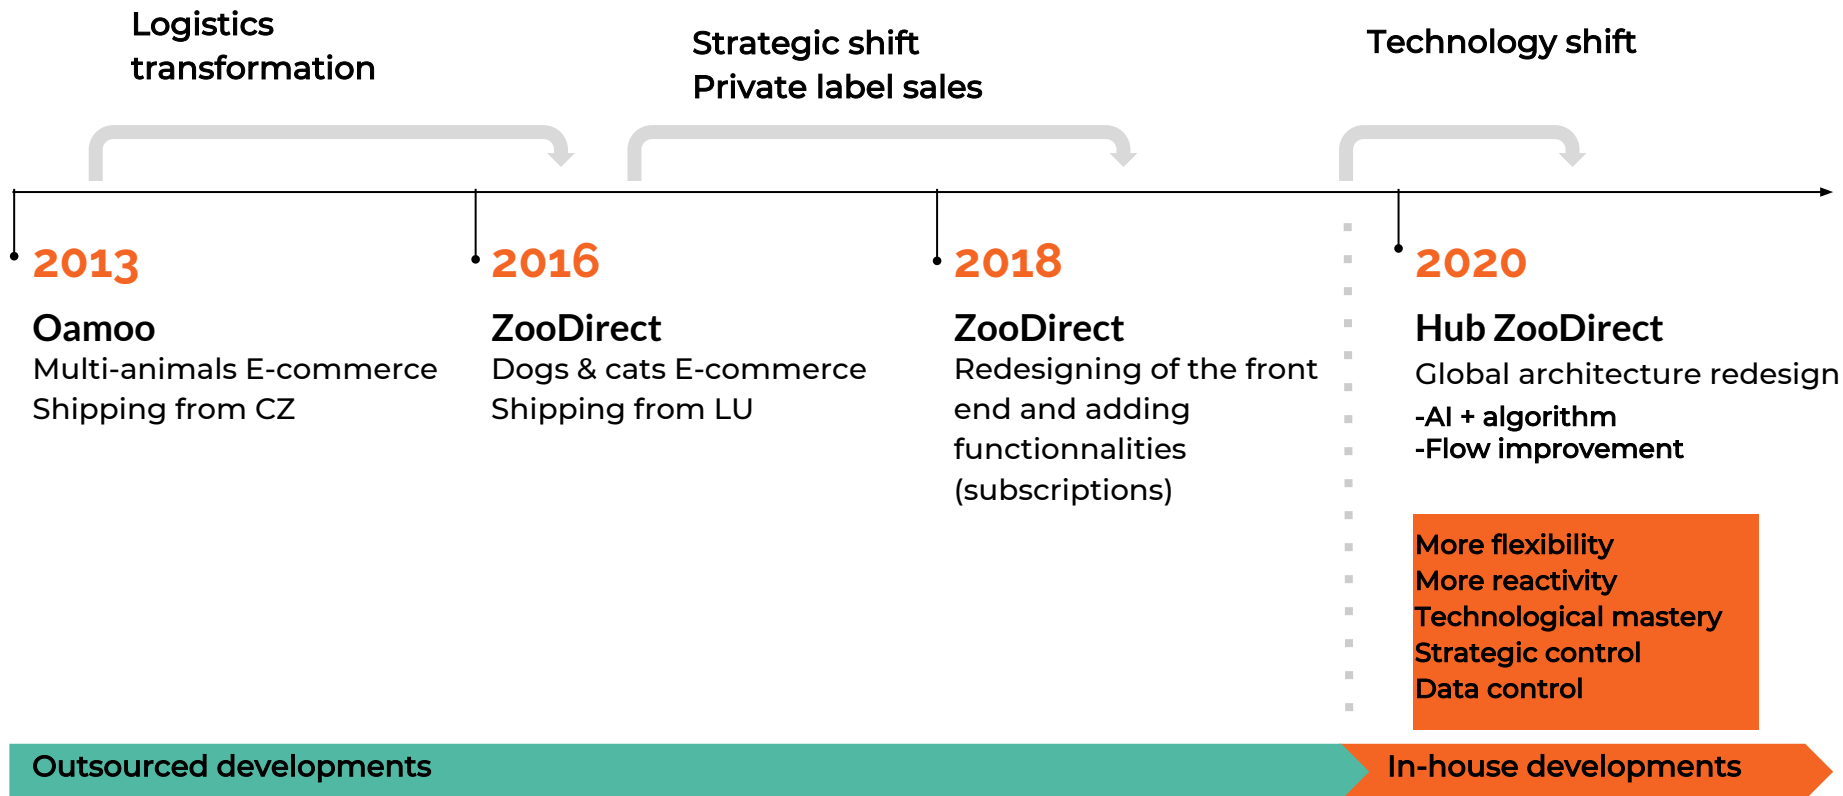 Logistics
transformation
Strategic shift
Private label sales
Technology shift
2013
Oamoo
Multi-animals E-commerce
Shipping from CZ
2016
ZooDirect
Dogs & cats E-commerce
Shipping from LU
2018
ZooDirect
Redesigning of the front
end and adding
functionnalities
(subscriptions)
2020
Hub ZooDirect
Global architecture redesign
-AI + algorithm
-Flow improvement
More flexibility
More reactivity
Technological mastery
Strategic control
Data control
Outsourced developments
In-house developments